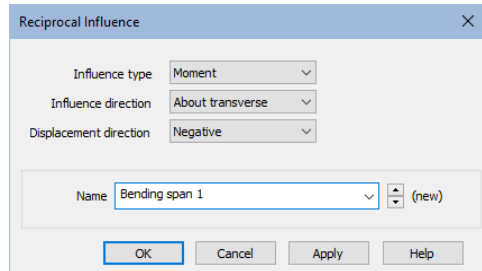 Reciprocal Influence
Influence type Moment
Influence direction About transverse
Displacement direction Negative
Name Bending span 1 (new)
OK Cancel Apply Help